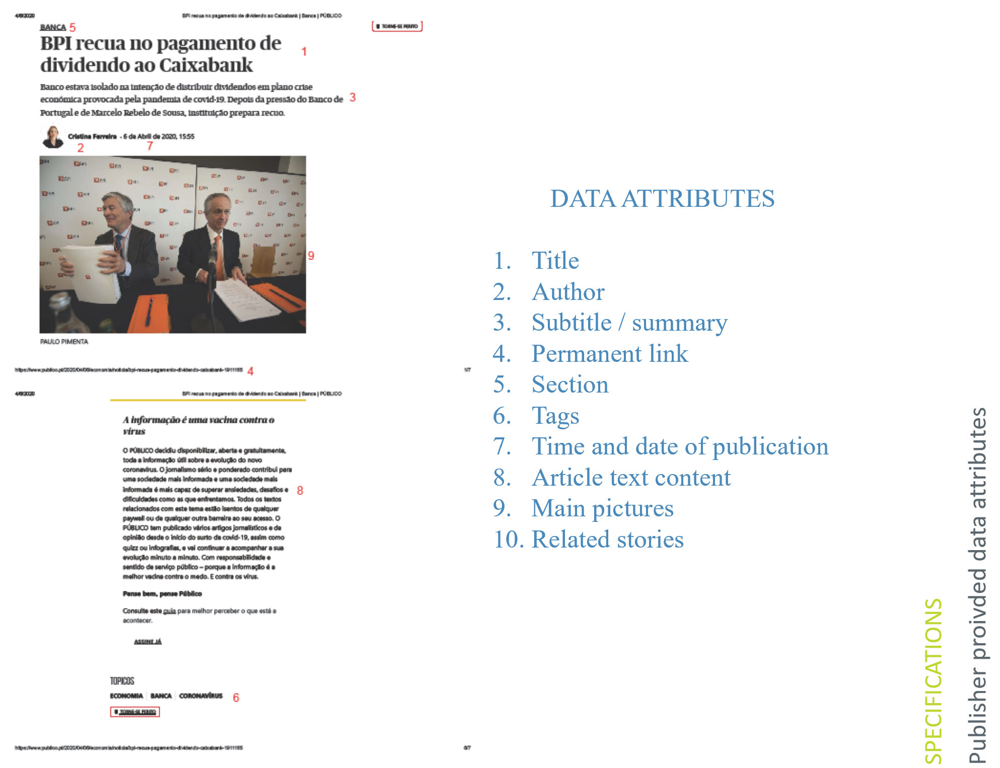 4/6/2020 BPI recua no pagamento de dividendo ao Caixabank | Banca | PÚBLICO
BANCA 5
TORNE-SE PERITO
BPI recua no pagamento de
dividendo ao Caixabank
1
Banco estava isolado na intenção de distribuir dividendos em plano crise
económica provocada pela pandemia de covid-19. Depois da pressão do Banco de
Portugal e de Marcelo Rebelo de Sousa, instituição prepara recuo.
3
Cristina Ferreira - 6 de Abril de 2020, 15:55
2 7
9
PAULO PIMENTA
https://www.publico.pt/2020/04/06/economia/noticia/bpi-recua-pagamento-dividendo-caixabank-1911165 4 1/7
4/6/2020 BPI recua no pagamento de dividendo ao Caixabank | Banca | PÚBLICO
A informação é uma vacina contra o
vírus
O PÚBLICO decidiu disponibilizar, aberta e gratuitamente,
toda a informação útil sobre a evolução do novo
coronavírus. O jornalismo sério e ponderado contribui para
uma sociedade mais informada e uma sociedade mais
informada é mais capaz de superar ansiedades, desafios e
dificuldades como as que enfrentamos. Todos os textos
relacionados com este tema estão isentos de qualquer
paywall ou de qualquer outra barreira ao seu acesso. O
PÚBLICO tem publicado vários artigos jornalísticos e de
opinião desde o início do surto da covid-19, assim como
quizz ou infografias, e vai continuar a acompanhar a sua
evolução minuto a minuto. Com responsabilidade e
sentido de serviço público – porque a informação é a
melhor vacina contra o medo. E contra os vírus.
8
Pense bem, pense Público
Consulte este guia para melhor perceber o que está a
acontecer.
ASSINE JÁ
TOPICOS
ECONOMIA BANCA CORONAVÍRUS 6
TORNE-SE PERITO
https://www.publico.pt/2020/04/06/economia/noticia/bpi-recua-pagamento-dividendo-caixabank-1911165 6/7
DATA ATTRIBUTES
1. Title
2. Author
3. Subtitle / summary
4. Permanent link
5. Section
6. Tags
7. Time and date of publication
8. Article text content
9. Main pictures
10. Related stories
SPECIFICATIONS
Publisher proivded data attributes